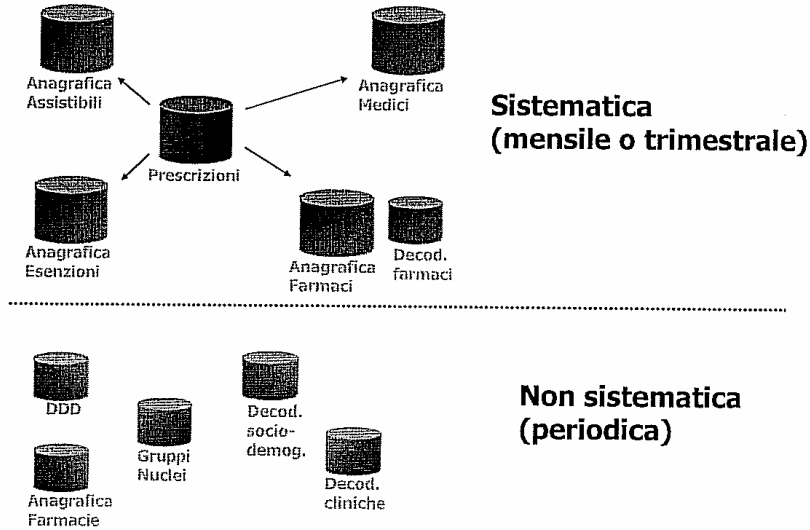 Anagrafica
Assistibili
Anagrafica
Medici
Sistematica
(mensile o trimestrale)
Prescrizioni
Anagrafica
Esenzioni
Anagrafica
Farmaci
Decod.
farmaci
DDD
Gruppi
Nuclei
Decod.
socio-
demog.
Non sistematica
(periodica)
Anagrafica
Farmacie
Decod.
cliniche